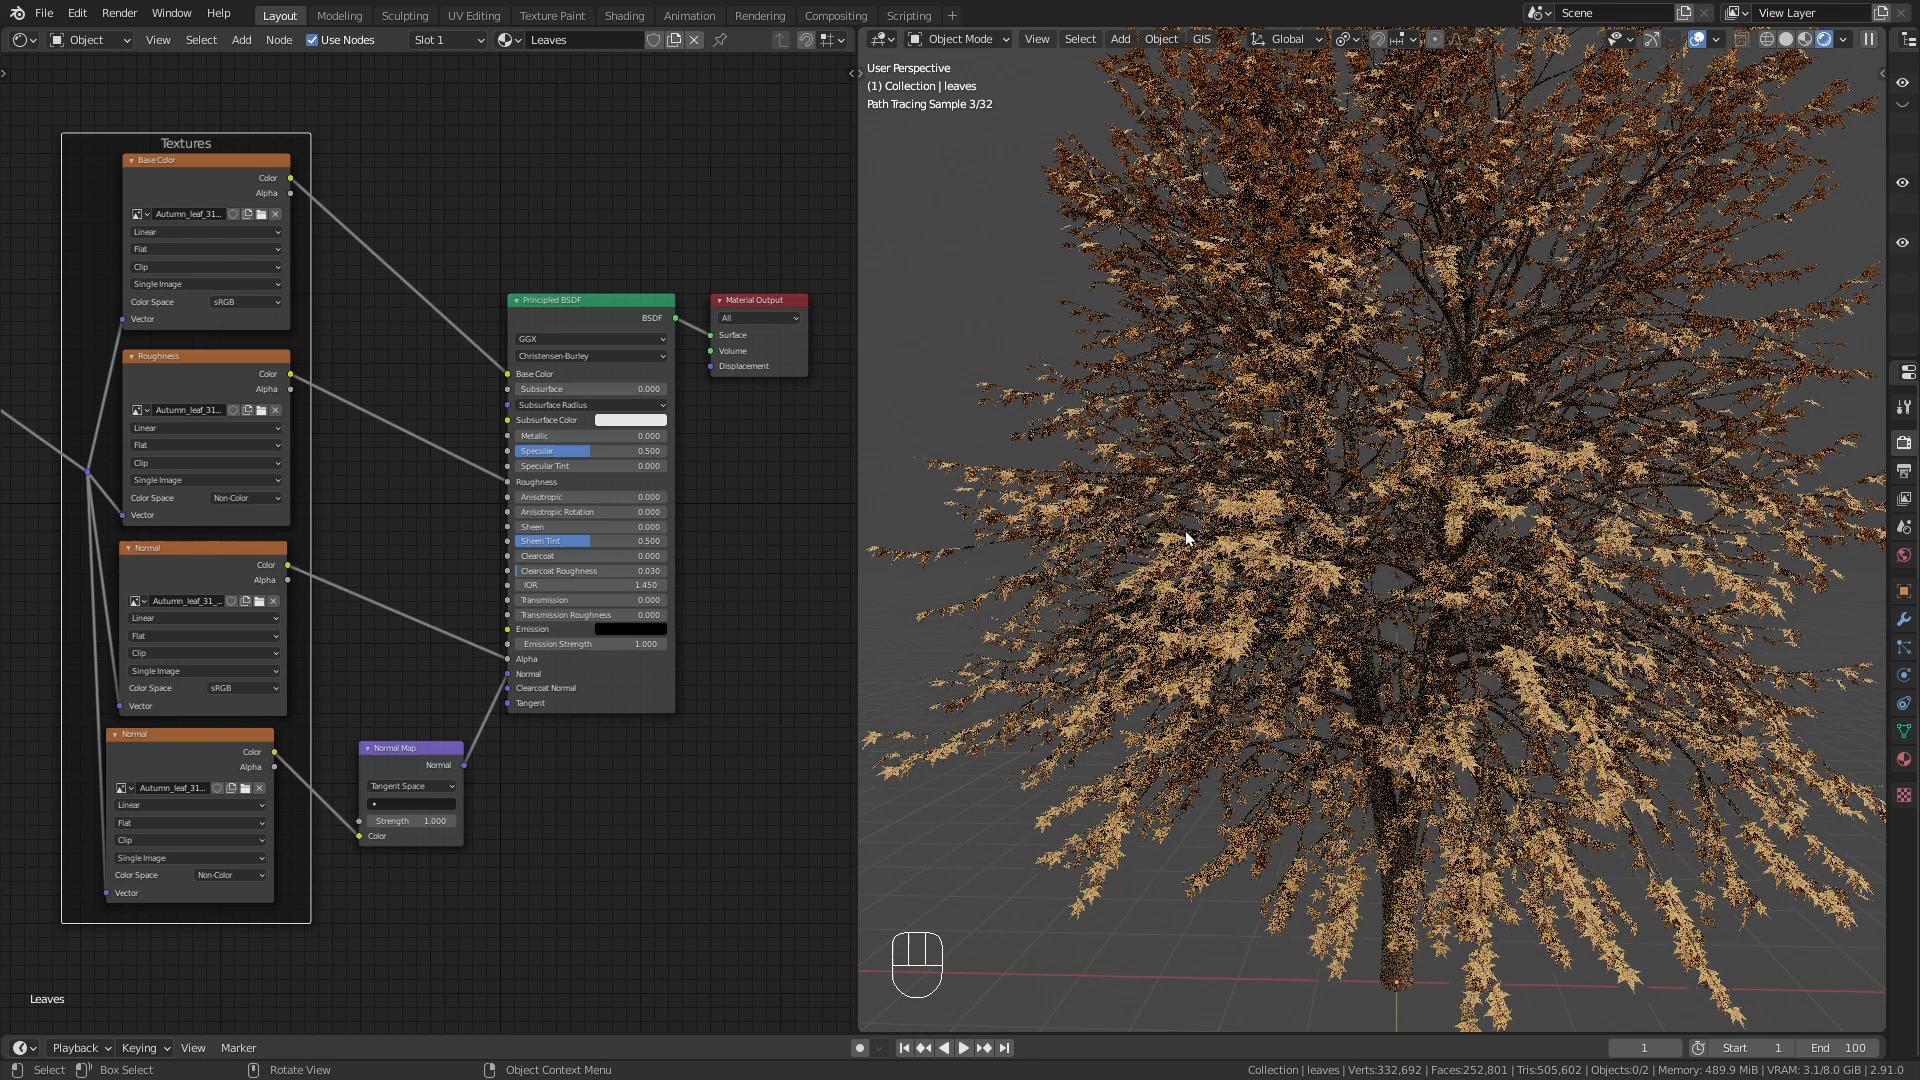 File Edit Render Window Help
Layout Modeling Sculpting UV Editing Texture Paint Shading Animation Rendering Compositing Scripting +
Scene
View Layer
Object View Select Add Node Use Nodes Slot 1 Leaves
Object Mode View Select Add Object GIS Global
User Perspective
(1) Collection | leaves
Path Tracing Sample 3/32
Textures
Base Color
Color
Alpha
Autumn_leaf_31...
Linear
Flat
Clip
Single Image
Color Space sRGB
Vector
Roughness
Color
Alpha
Autumn_leaf_31...
Linear
Flat
Clip
Single Image
Color Space Non-Color
Vector
Normal
Color
Alpha
Autumn_leaf_31_...
Linear
Flat
Clip
Single Image
Color Space sRGB
Vector
Normal
Color
Alpha
Autumn_leaf_31...
Linear
Flat
Clip
Single Image
Color Space Non-Color
Vector
Normal Map
Normal
Tangent Space
Strength 1.000
Color
Principled BSDF
BSDF
GGX
Christensen-Burley
Base Color
Subsurface 0.000
Subsurface Radius
Subsurface Color
Metallic 0.000
Specular 0.500
Specular Tint 0.000
Roughness
Anisotropic 0.000
Anisotropic Rotation 0.000
Sheen 0.000
Sheen Tint 0.500
Clearcoat 0.000
Clearcoat Roughness 0.030
IOR 1.450
Transmission 0.000
Transmission Roughness 0.000
Emission
Emission Strength 1.000
Alpha
Normal
Clearcoat Normal
Tangent
Material Output
All
Surface
Volume
Displacement
Leaves
Playback Keying View Marker
1 Start 1 End 100
Select Box Select Rotate View Object Context Menu
Collection | leaves | Verts:332,692 | Faces:252,801 | Tris:505,602 | Objects:0/2 | Memory: 489.9 MiB | VRAM: 3.1/8.0 GiB | 2.91.0